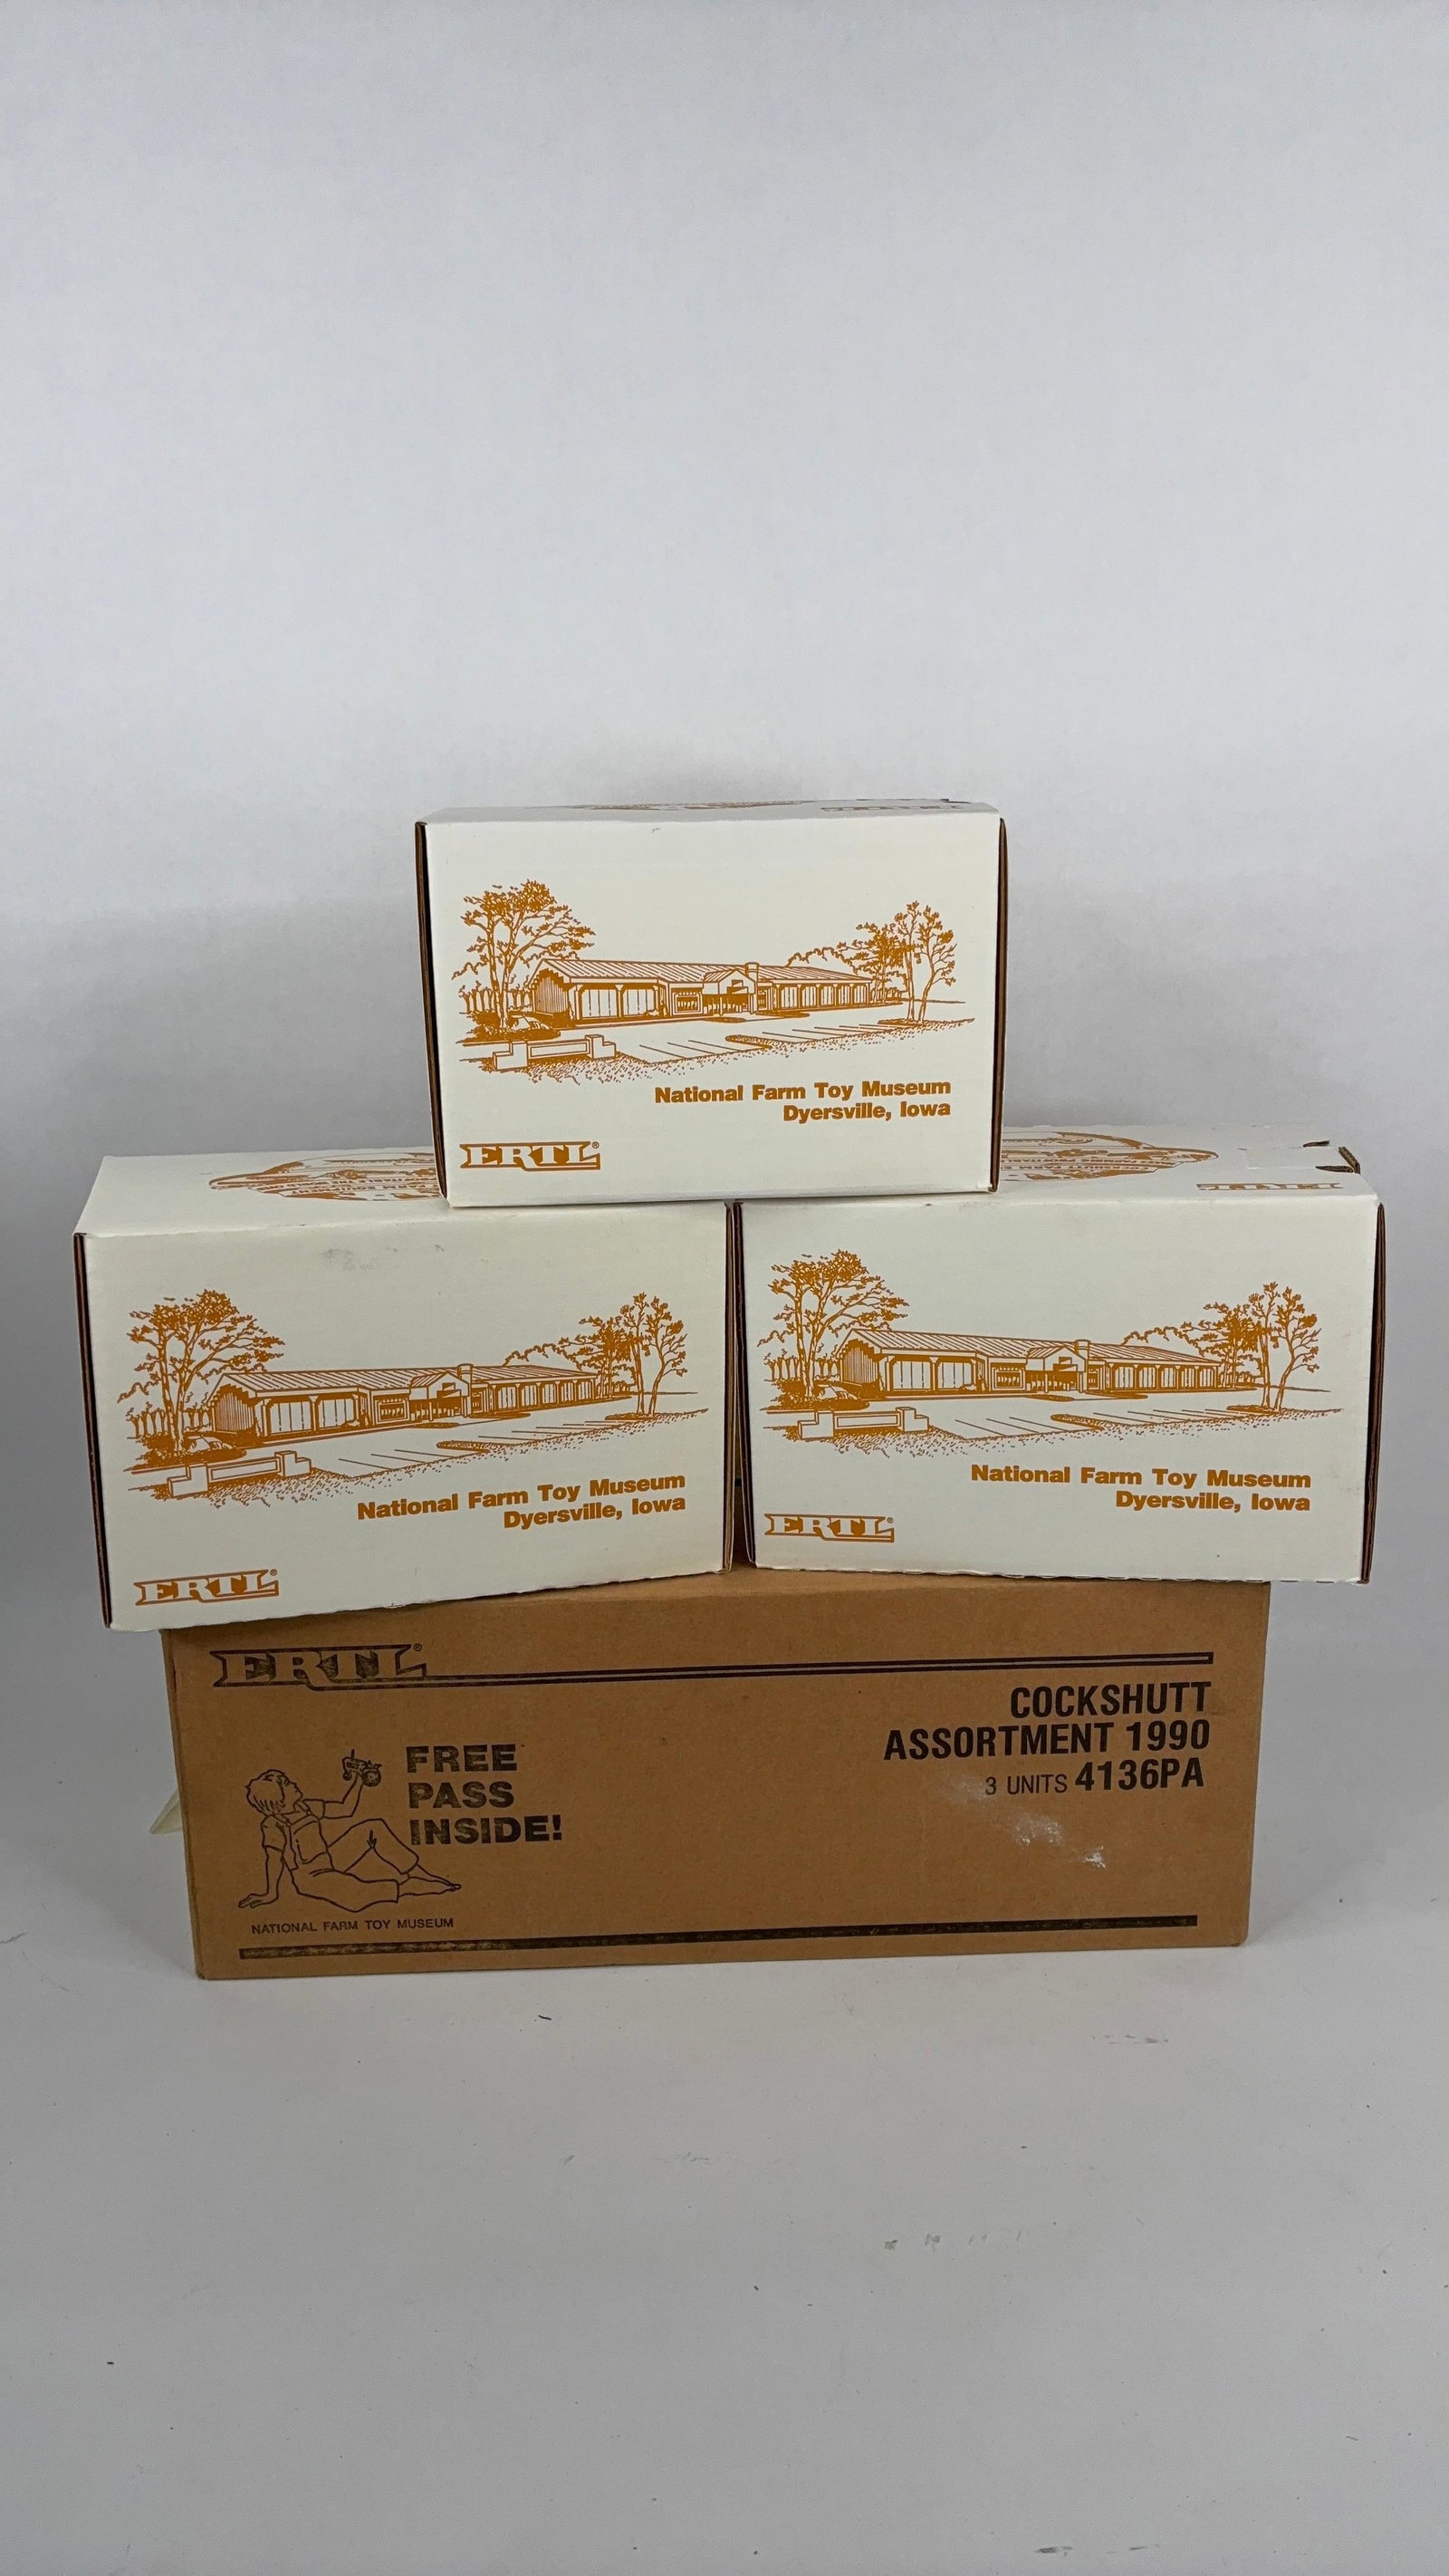 National Farm Toy Museum
Dyersville, Iowa
ERTL®
National Farm Toy Museum
Dyersville, Iowa
ERTL®
ERTL
National Farm Toy Museum
Dyersville, Iowa
ERTL®
ERTL®
COCKSHUTT
ASSORTMENT 1990
3 UNITS 4136PA
FREE
PASS
INSIDE!
NATIONAL FARM TOY MUSEUM